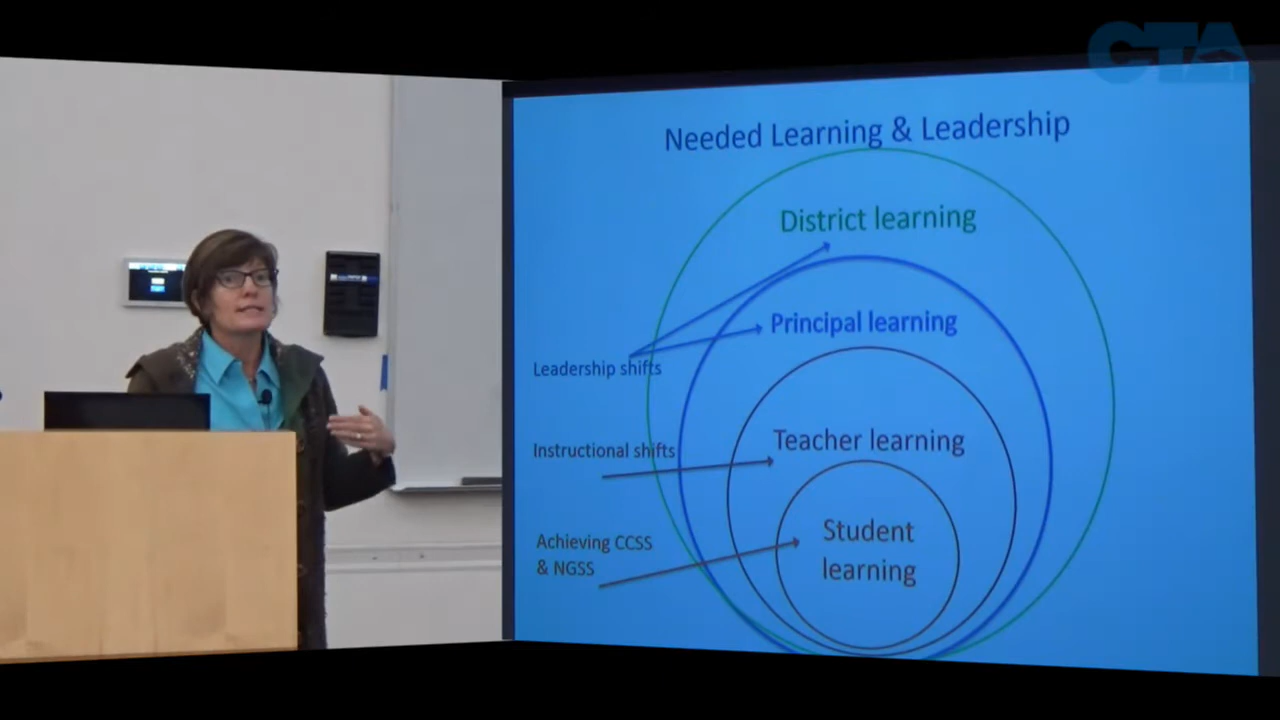 CTA
Needed Learning & Leadership
District learning
Principal learning
Leadership shifts
Teacher learning
Instructional shifts
Student
learning
Achieving CCSS
& NGSS